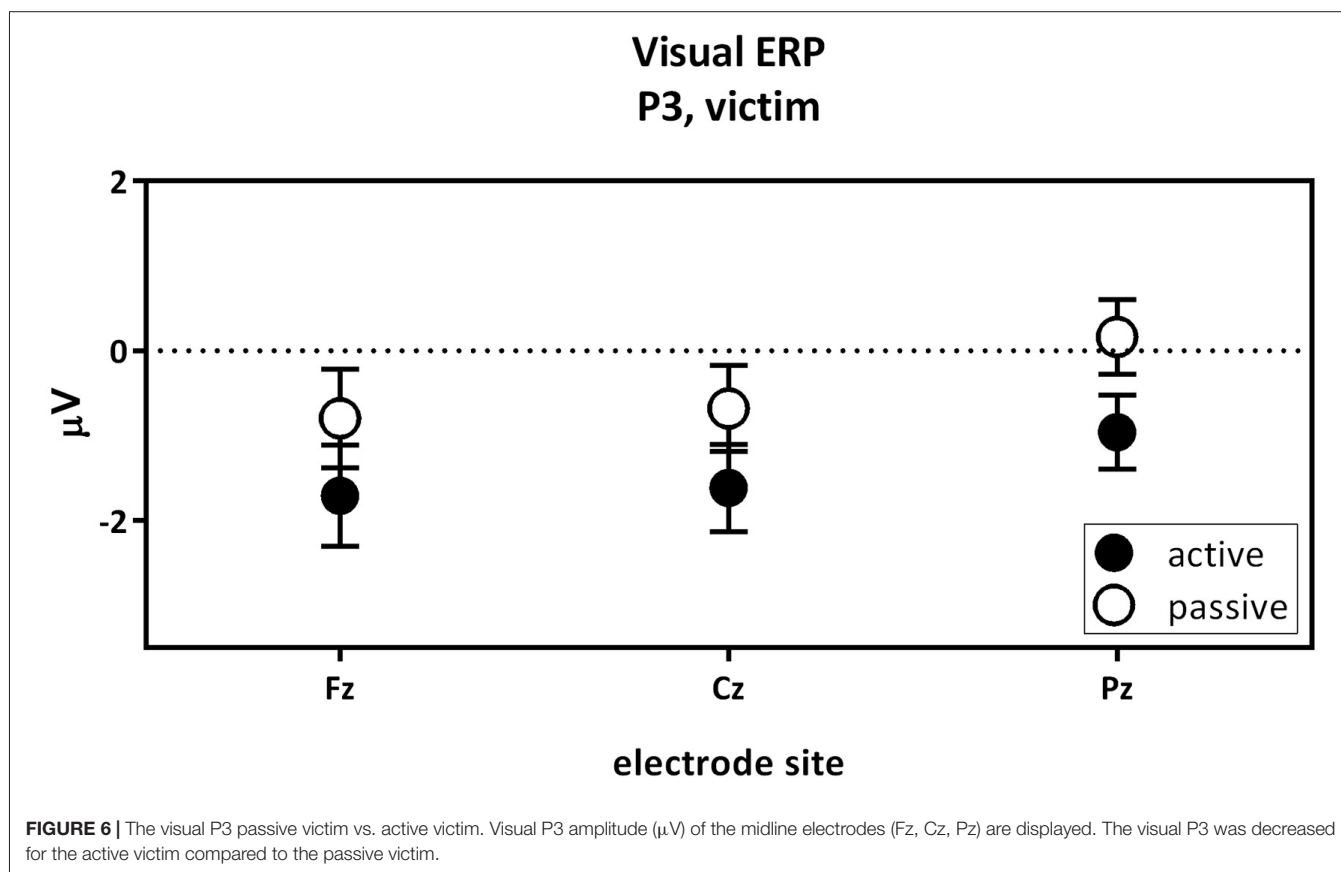 Visual ERP
P3, victim
2
0
-2
μV
active
passive
Fz Cz Pz
electrode site
FIGURE 6 | The visual P3 passive victim vs. active victim. Visual P3 amplitude (μV) of the midline electrodes (Fz, Cz, Pz) are displayed. The visual P3 was decreased
for the active victim compared to the passive victim.